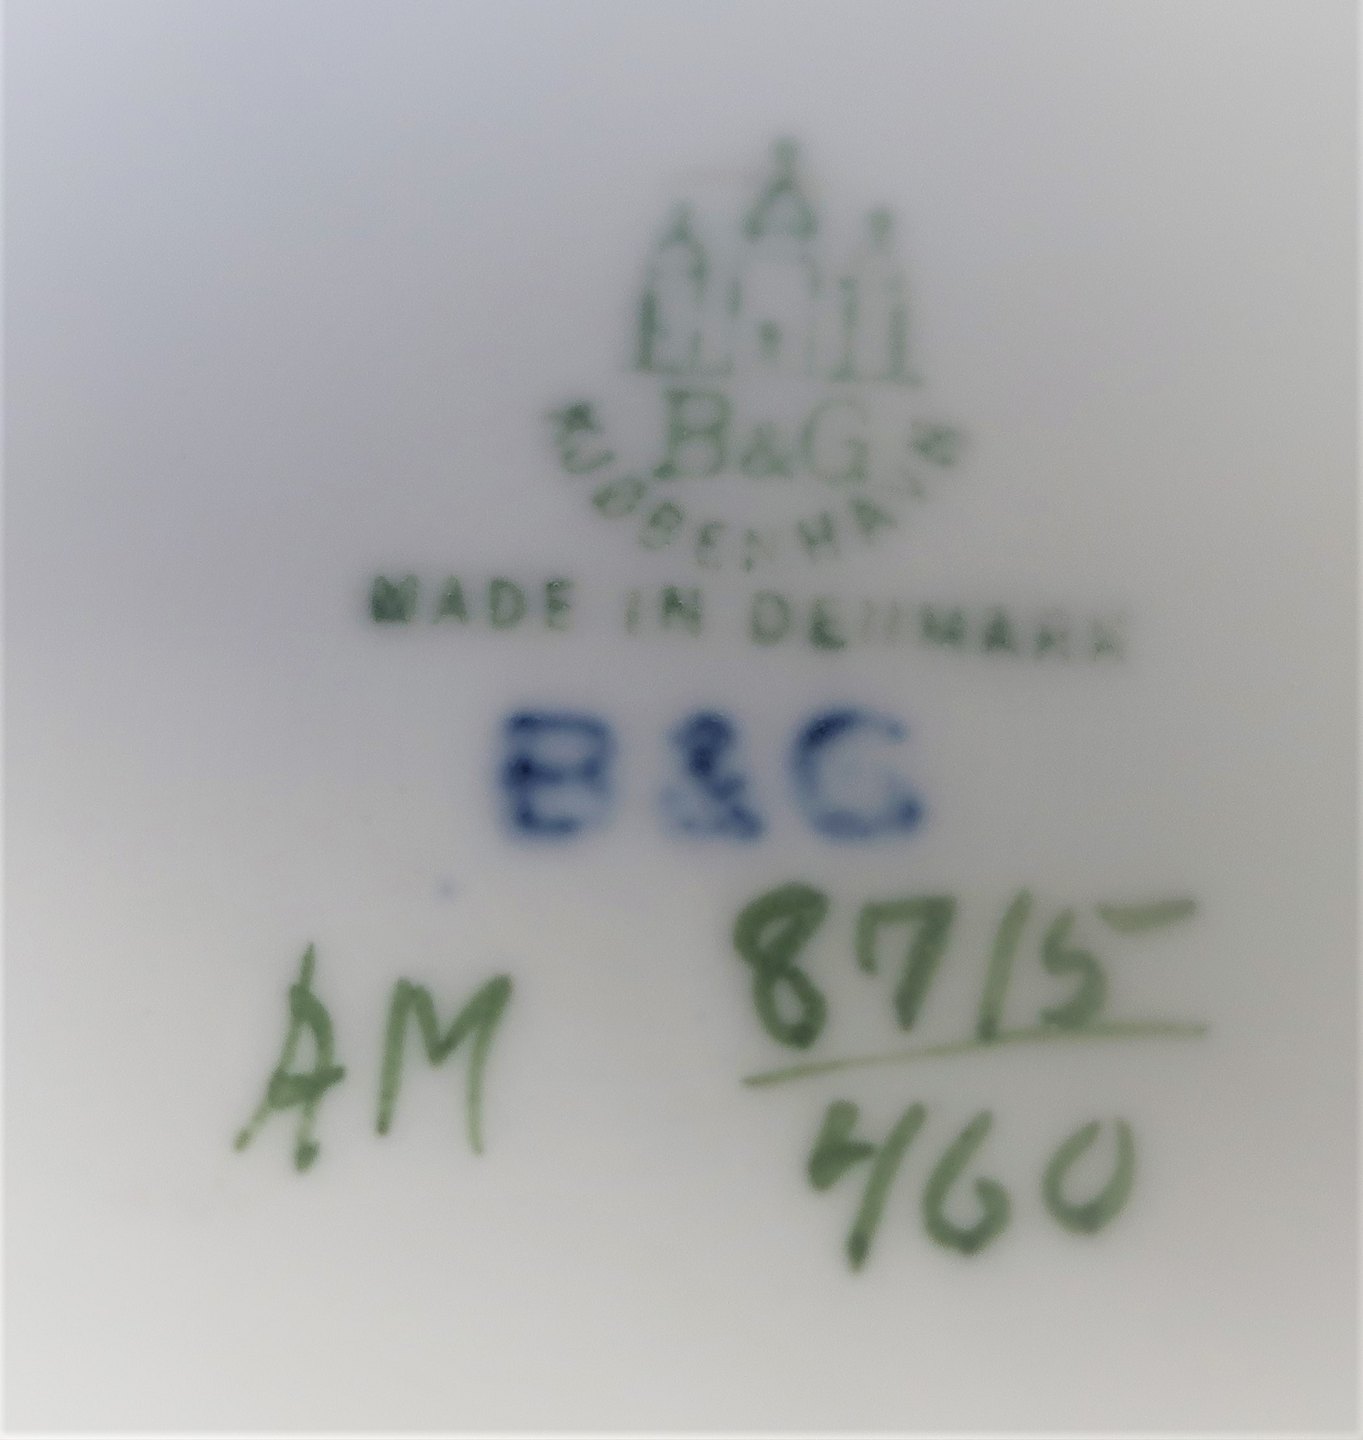 B&G
KJØBENHAVN
MADE IN DENMARK
B & G
AM
8715
460